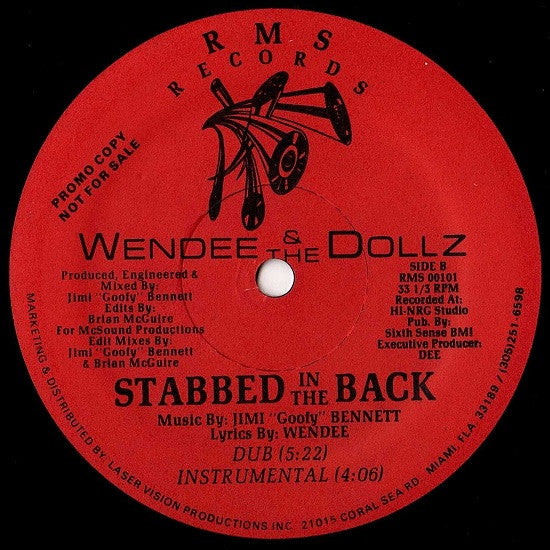 RMS
RECORDS
PROMO COPY
NOT FOR SALE
WENDEE & THE DOLLZ
Produced, Engineered &
Mixed By:
Jimi "Goofy" Bennett
Edits By:
Brian McGuire
For McSound Productions
Edit Mixes By:
Jimi "Goofy" Bennett
& Brian McGuire
SIDE B
RMS 00101
33 1/3 RPM
Recorded At:
HI-NRG Studio
Pub. By:
Sixth Sense BMI
Executive Producer:
DEE
STABBED IN THE BACK
Music By: JIMI "Goofy" BENNETT
Lyrics By: WENDEE
DUB (5:22)
INSTRUMENTAL (4:06)
MARKETING & DISTRIBUTED BY: LASER VISION PRODUCTIONS INC 21015 CORAL SEA RD MIAMI, FLA. 33189 / (305) 251-6598